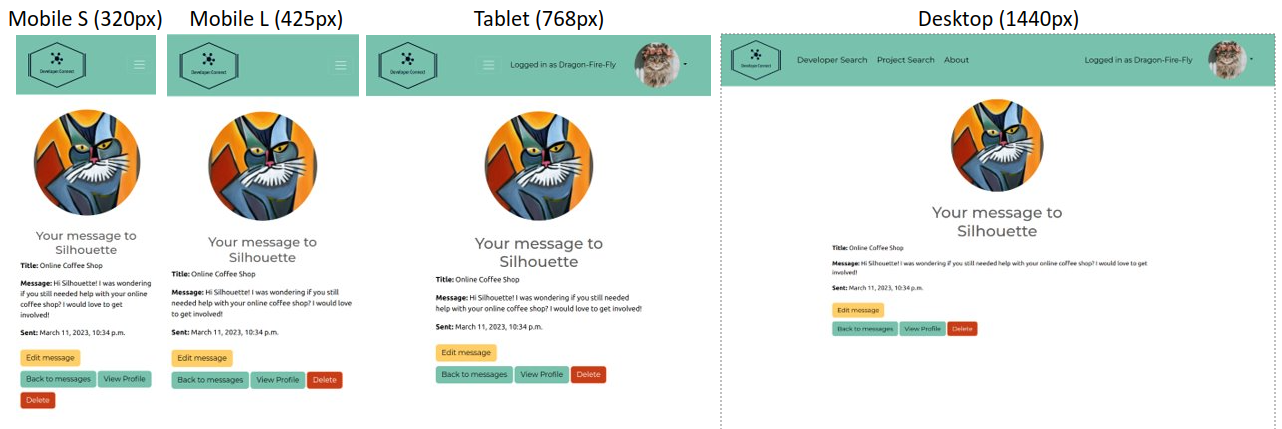 Mobile S (320px)
Mobile L (425px)
Tablet (768px)
Desktop (1440px)
Developer Connect
Your message to
Silhouette
Title: Online Coffee Shop
Message: Hi Silhouette! I was wondering
if you still needed help with your online
coffee shop? I would love to get
involved!
Sent: March 11, 2023, 10:34 p.m.
Edit message
Back to messages View Profile
Delete
Developer Connect
Your message to
Silhouette
Title: Online Coffee Shop
Message: Hi Silhouette! I was wondering if you still
needed help with your online coffee shop? I would love
to get involved!
Sent: March 11, 2023, 10:34 p.m.
Edit message
Back to messages View Profile Delete
Developer Connect
Logged in as Dragon-Fire-Fly
Your message to
Silhouette
Title: Online Coffee Shop
Message: Hi Silhouette! I was wondering if you still needed
help with your online coffee shop? I would love to get involved!
Sent: March 11, 2023, 10:34 p.m.
Edit message
Back to messages View Profile Delete
Developer Connect
Developer Search Project Search About
Logged in as Dragon-Fire-Fly
Your message to
Silhouette
Title: Online Coffee Shop
Message: Hi Silhouette! I was wondering if you still needed help with your online coffee shop? I would love to get
involved!
Sent: March 11, 2023, 10:34 p.m.
Edit message
Back to messages View Profile Delete